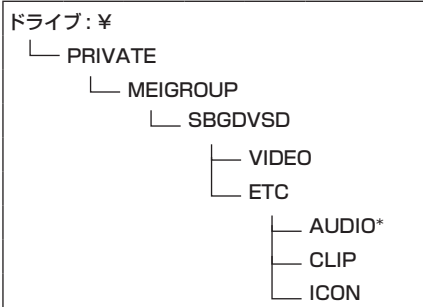 ドライブ：¥
PRIVATE
MEIGROUP
SBGDVSD
VIDEO
ETC
AUDIO*
CLIP
ICON